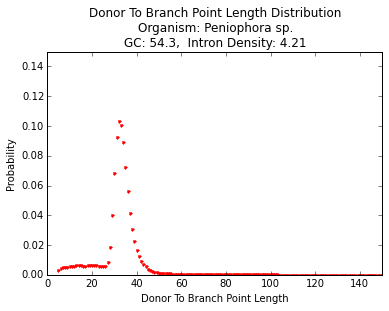 Donor To Branch Point Length Distribution
Organism: Peniophora sp.
GC: 54.3,  Intron Density: 4.21
0.14
0.12
0.10
0.08
0.06
0.04
0.02
0.00
Probability
0 20 40 60 80 100 120 140
Donor To Branch Point Length